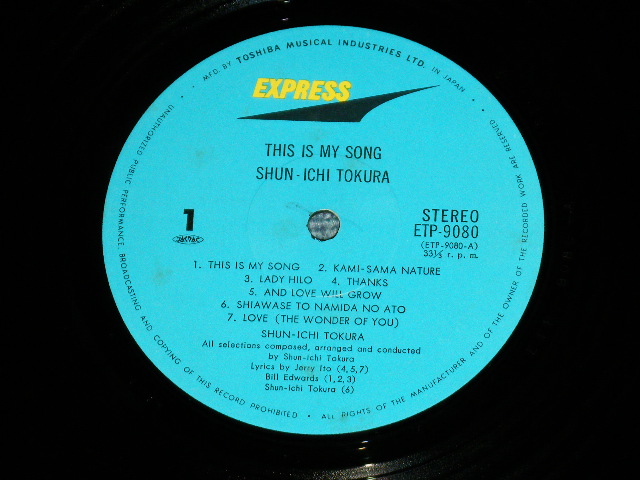 MFD. BY TOSHIBA MUSICAL INDUSTRIES LTD. IN JAPAN
EXPRESS
THIS IS MY SONG
SHUN-ICHI TOKURA
1
JASRAC
STEREO
ETP-9080
(ETP-9080-A)
33⅓ r. p. m.
1. THIS IS MY SONG 2. KAMI-SAMA NATURE
3. LADY HILO 4. THANKS
5. AND LOVE WILL GROW
6. SHIAWASE TO NAMIDA NO ATO
7. LOVE (THE WONDER OF YOU)
SHUN-ICHI TOKURA
All selections composed, arranged and conducted
by Shun-ichi Tokura
Lyrics by Jerry Ito (4,5,7)
Bill Edwards (1,2,3)
Shun-ichi Tokura (6)
UNAUTHORIZED PUBLIC PERFORMANCE, BROADCASTING AND COPYING OF THIS RECORD PROHIBITED • ALL RIGHTS OF THE MANUFACTURER AND OF THE OWNER OF THE RECORDED WORK ARE RESERVED